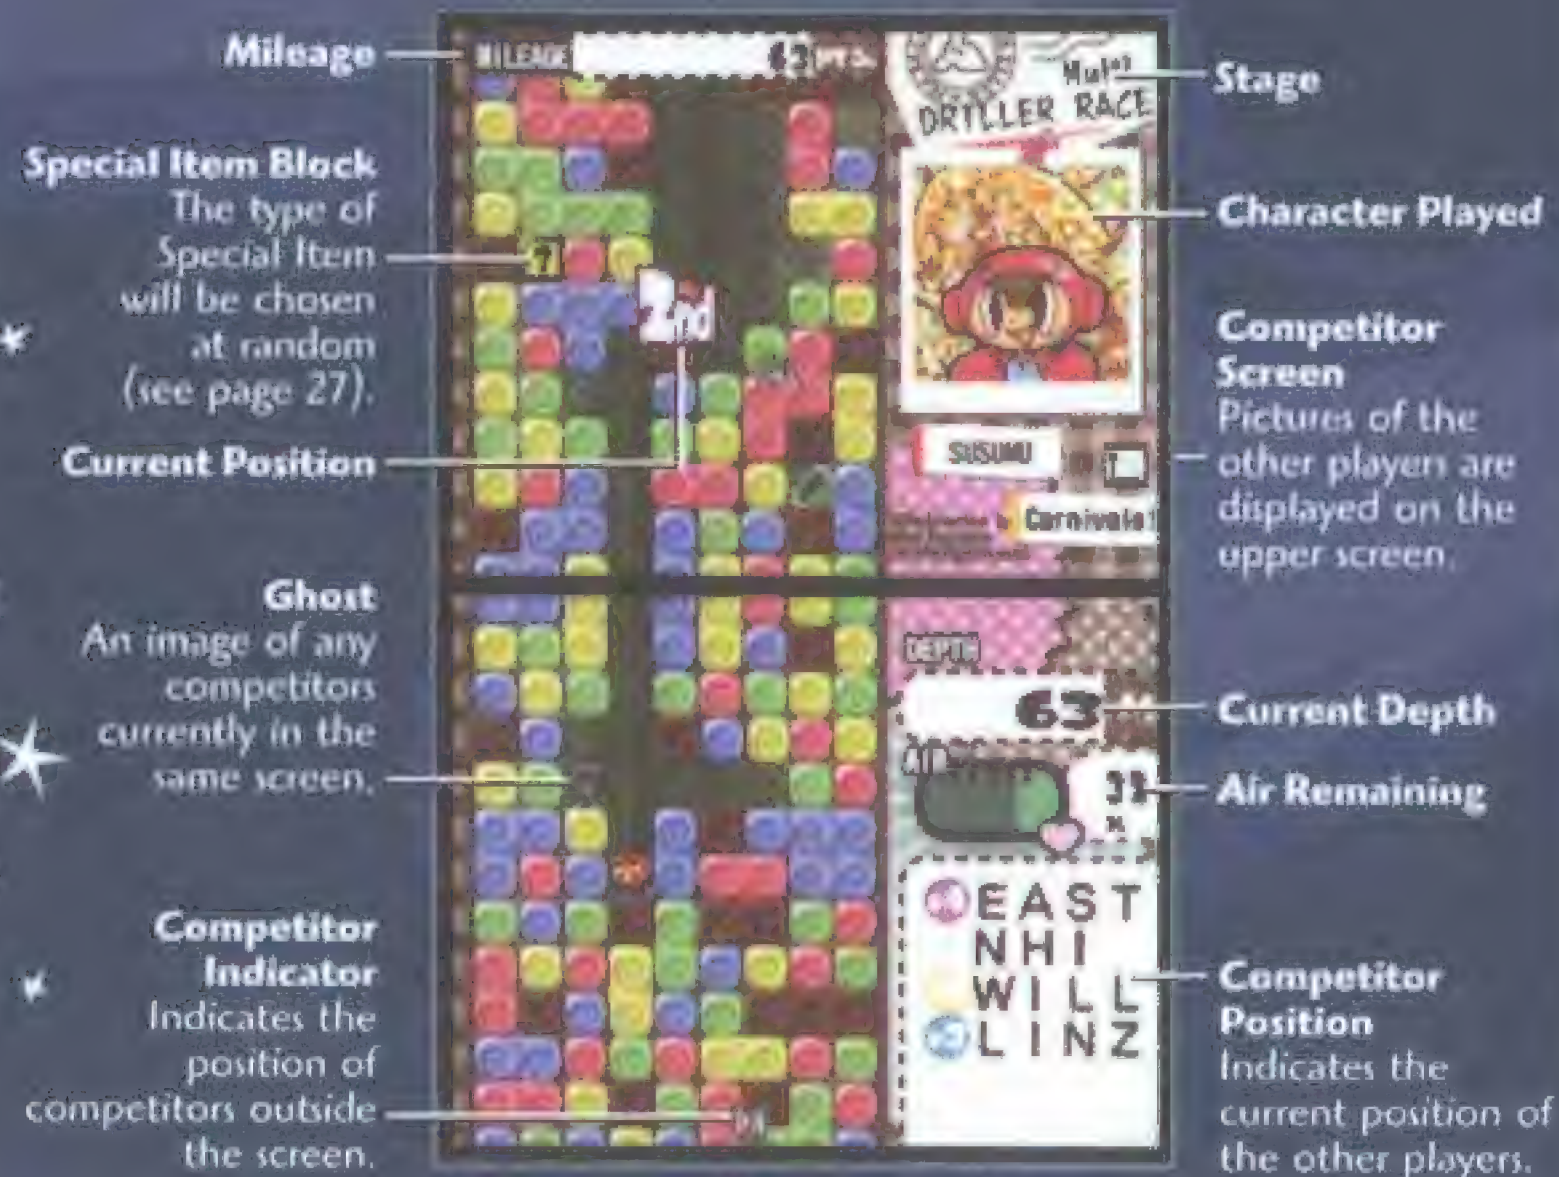 Mileage
Special Item Block
The type of
Special Item
will be chosen
at random
(see page 27).
Current Position
Ghost
An image of any
competitors
currently in the
same screen.
Competitor
Indicator
Indicates the
position of
competitors outside
the screen.
MILEAGE 63
?
2nd
DRILLER RACE
SUSUMU
Carnivale!
DEPTH
63
AIR
EAST
NHI
WILL
LINZ
Stage
Character Played
Competitor
Screen
Pictures of the
other players are
displayed on the
upper screen.
Current Depth
Air Remaining
Competitor
Position
Indicates the
current position of
the other players.